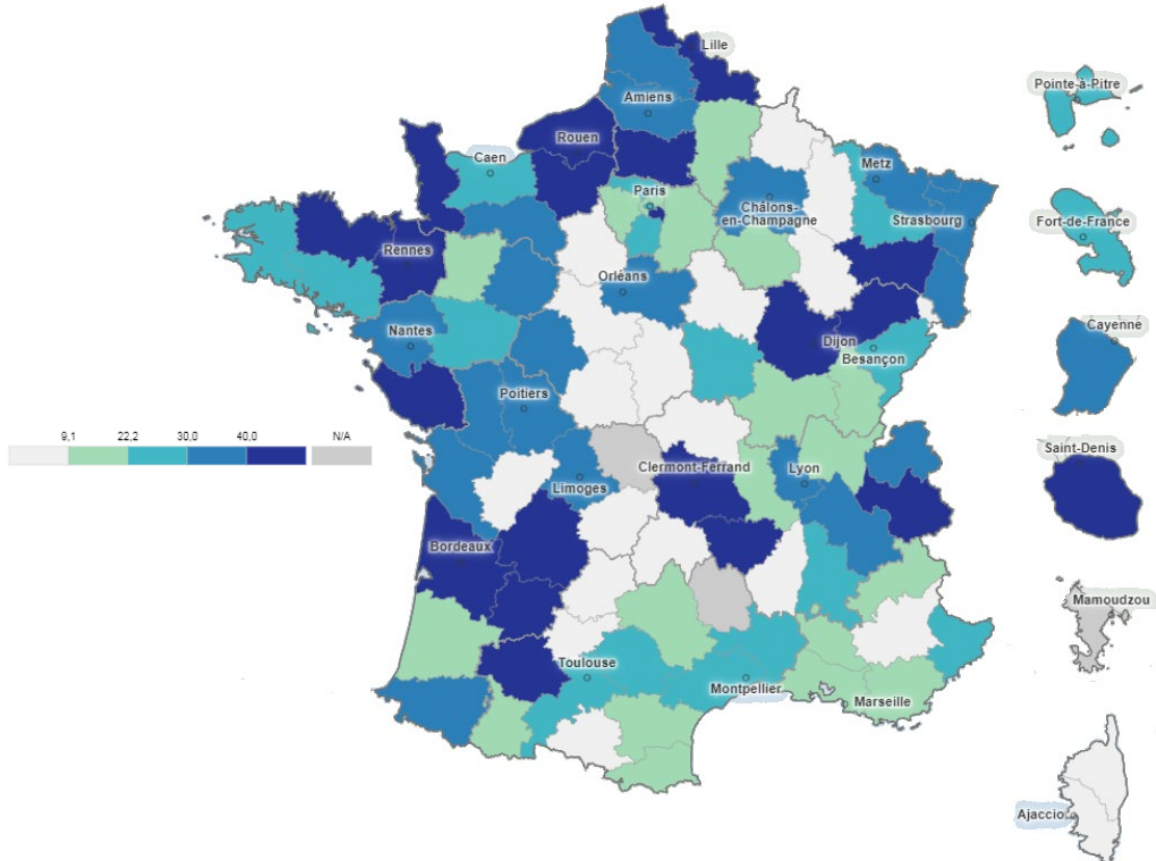 Lille
Pointe-à-Pitre
Amiens
Rouen
Caen
Metz
Paris
Châlons-
en-Champagne
Strasbourg
Fort-de-France
Rennes
Orléans
Cayenne
Nantes
Dijon
Besançon
Poitiers
9,1 22,2 30,0 40,0 N/A
Saint-Denis
Clermont-Ferrand
Lyon
Limoges
Bordeaux
Mamoudzou
Toulouse
Montpellier
Marseille
Ajaccio